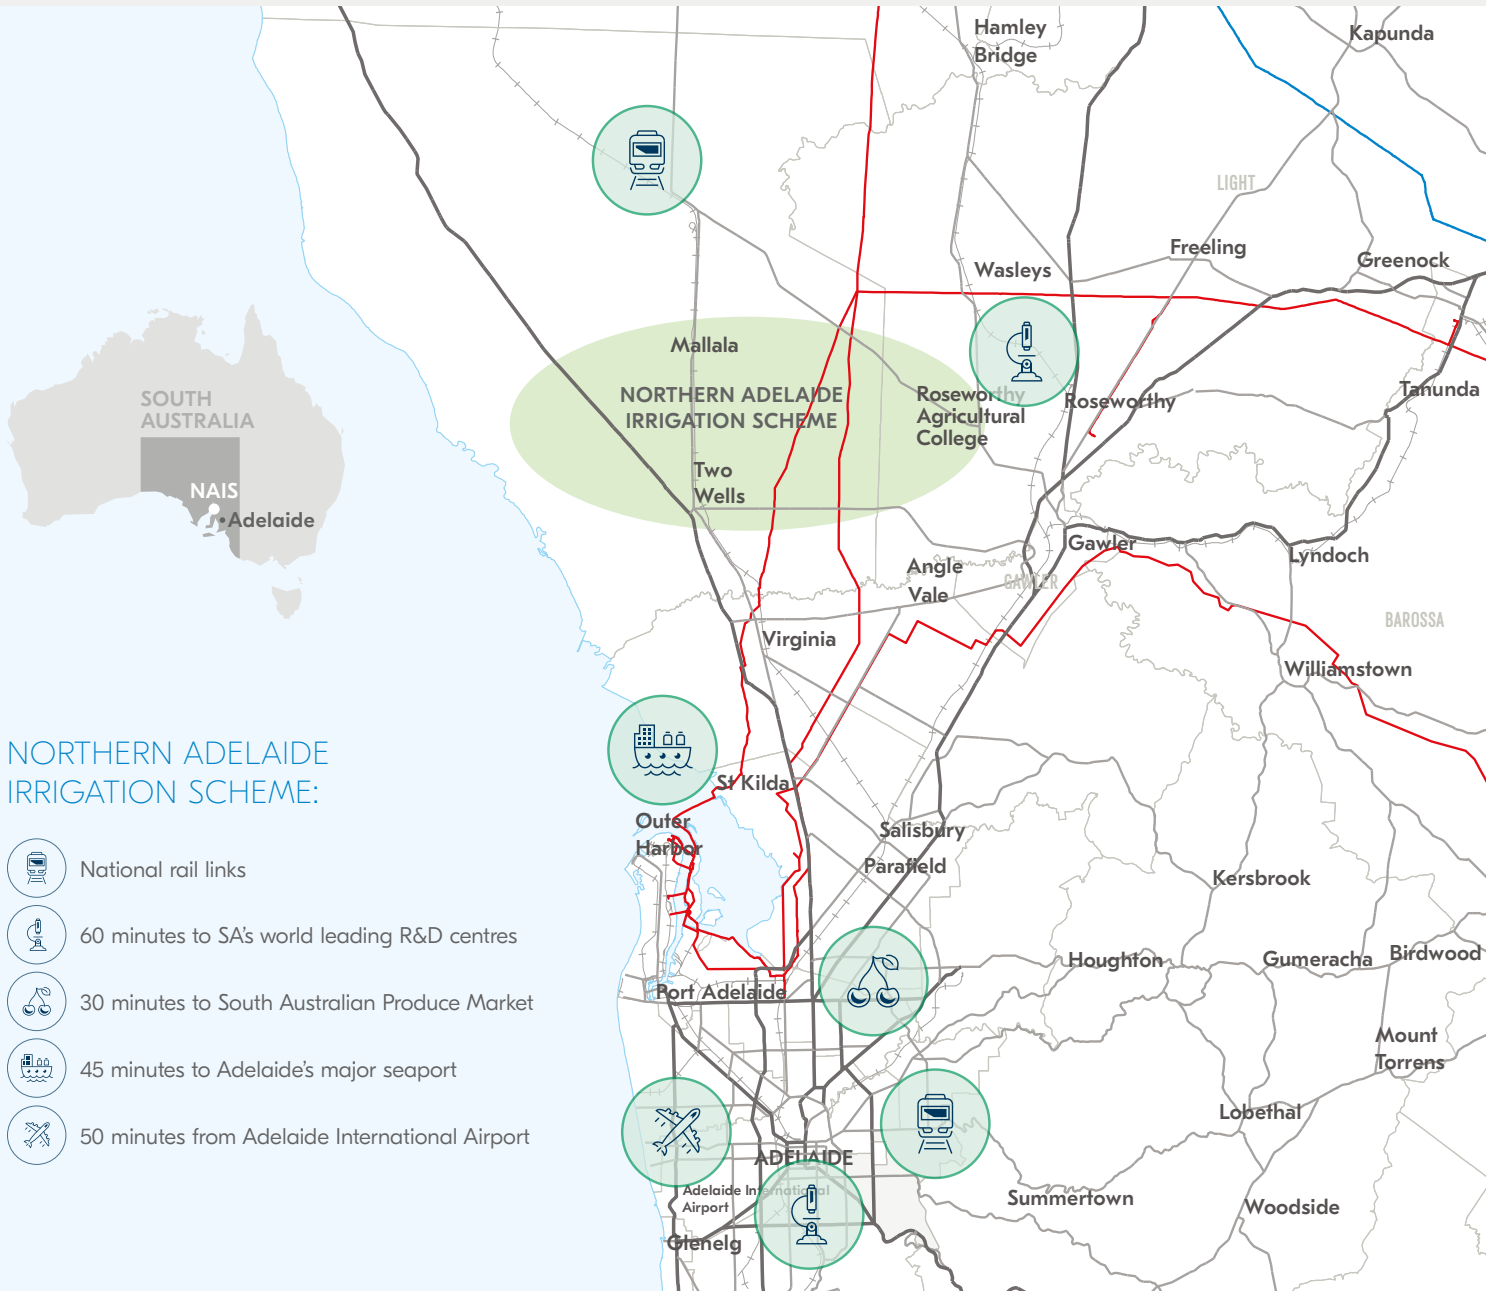 Hamley
Bridge
Kapunda
LIGHT
Freeling
Greenock
Wasleys
Mallala
NORTHERN ADELAIDE
IRRIGATION SCHEME
Roseworthy
Agricultural
College
Roseworthy
Tanunda
SOUTH
AUSTRALIA
NAIS
Adelaide
Two
Wells
Gawler
Lyndoch
Angle
Vale
GAWLER
BAROSSA
Virginia
Williamstown
NORTHERN ADELAIDE
IRRIGATION SCHEME:
St Kilda
Outer
Harbor
Salisbury
Parafield
Kersbrook
National rail links
60 minutes to SA's world leading R&D centres
Houghton
Gumeracha
Birdwood
30 minutes to South Australian Produce Market
Port Adelaide
Mount
Torrens
45 minutes to Adelaide's major seaport
Lobethal
50 minutes from Adelaide International Airport
ADELAIDE
Adelaide International
Airport
Summertown
Woodside
Glenelg